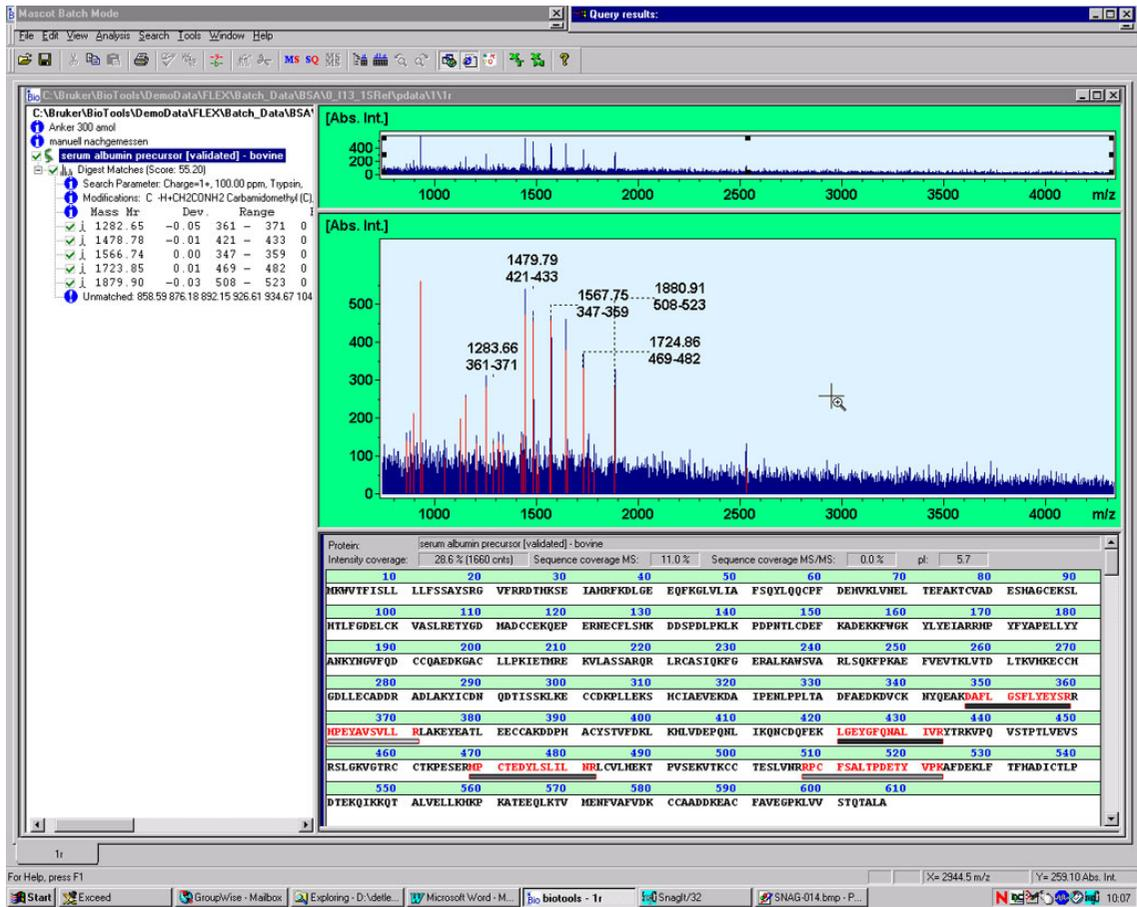 Mascot Batch Mode
Query results:
File Edit View Analysis Search Tools Window Help
MS SQ
C:\Bruker\BioTools\DemoData\FLEX\Batch_Data\BSA\0_I13_1SRef\pdata\1\1r
C:\Bruker\BioTools\DemoData\FLEX\Batch_Data\BSA\
Anker 300 amol
manuell nachgemessen
serum albumin precursor [validated] - bovine
Digest Matches (Score: 55.20)
Search Parameter: Charge=1+, 100.00 ppm, Trypsin,
Modifications: C -H+CH2CONH2 Carbamidomethyl (C),
Mass Mr Dev. Range
1282.65 -0.05 361 - 371 0
1478.78 -0.01 421 - 433 0
1566.74 0.00 347 - 359 0
1723.85 0.01 469 - 482 0
1879.90 -0.03 508 - 523 0
Unmatched: 858.59 876.18 892.15 926.61 934.67 104
[Abs. Int.]
400
200
0
1000 1500 2000 2500 3000 3500 4000 m/z
[Abs. Int.]
500
400
300
200
100
0
1479.79
421-433
1567.75
347-359
1880.91
508-523
1283.66
361-371
1724.86
469-482
1000 1500 2000 2500 3000 3500 4000 m/z
Protein: serum albumin precursor [validated] - bovine
Intensity coverage: 28.6 % (1660 cnts) Sequence coverage MS: 11.0 % Sequence coverage MS/MS: 0.0 % pI: 5.7
10 20 30 40 50 60 70 80 90
MKWVTFISLL LLFSSAYSRG VFRRDTHKSE IAHRFKDLGE EQFKGLVLIA FSQYLQQCPF DEHVKLVNEL TEFAKTCVAD ESHAGCEKSL
100 110 120 130 140 150 160 170 180
HTLFGDELCK VASLRETYGD MADCCEKQEP ERNECFLSHK DDSPDLPKLK PDPNTLCDEF KADEKKFWGK YLYEIARRHP YFYAPELLYY
190 200 210 220 230 240 250 260 270
ANKYNGVFQD CCQAEDKGAC LLPKIETMRE KVLASSARQR LRCASIQKFG ERALKAWSVA RLSQKFPKAE FVEVTKLVTD LTKVHKECCH
280 290 300 310 320 330 340 350 360
GDLLECADDR ADLAKYICDN QDTISSKLKE CCDKPLLEKS HCIAEVEKDA IPENLPPLTA DFAEDKDVCK NYQEAKDAFL GSFLYEYSRR
370 380 390 400 410 420 430 440 450
HPEYAVSVLL RLAKEYEATL EECCAKDDPH ACYSTVFDKL KHLVDEPQNL IKQNCDQFEK LGEYGFQNAL IVRYTRKVPQ VSTPTLVEVS
460 470 480 490 500 510 520 530 540
RSLGKVGTRC CTKPESERMP CTEDYLSLIL NRLCVLHEKT PVSEKVTKCC TESLVNRRPC FSALTPDETY VPKAFDEKLF TFHADICTLP
550 560 570 580 590 600 610
DTEKQIKKQT ALVELLKHKP KATEEQLKTV MENFVAFVDK CCAADDKEAC FAVEGPKLVV STQTALA
1r
For Help, press F1
X= 2944.5 m/z Y= 259.10 Abs. Int.
Start Exceed GroupWise - Mailbox Exploring - D:\detle... Microsoft Word - M... biotools - 1r SnagIt/32 SNAG-014.bmp - P... 10:07